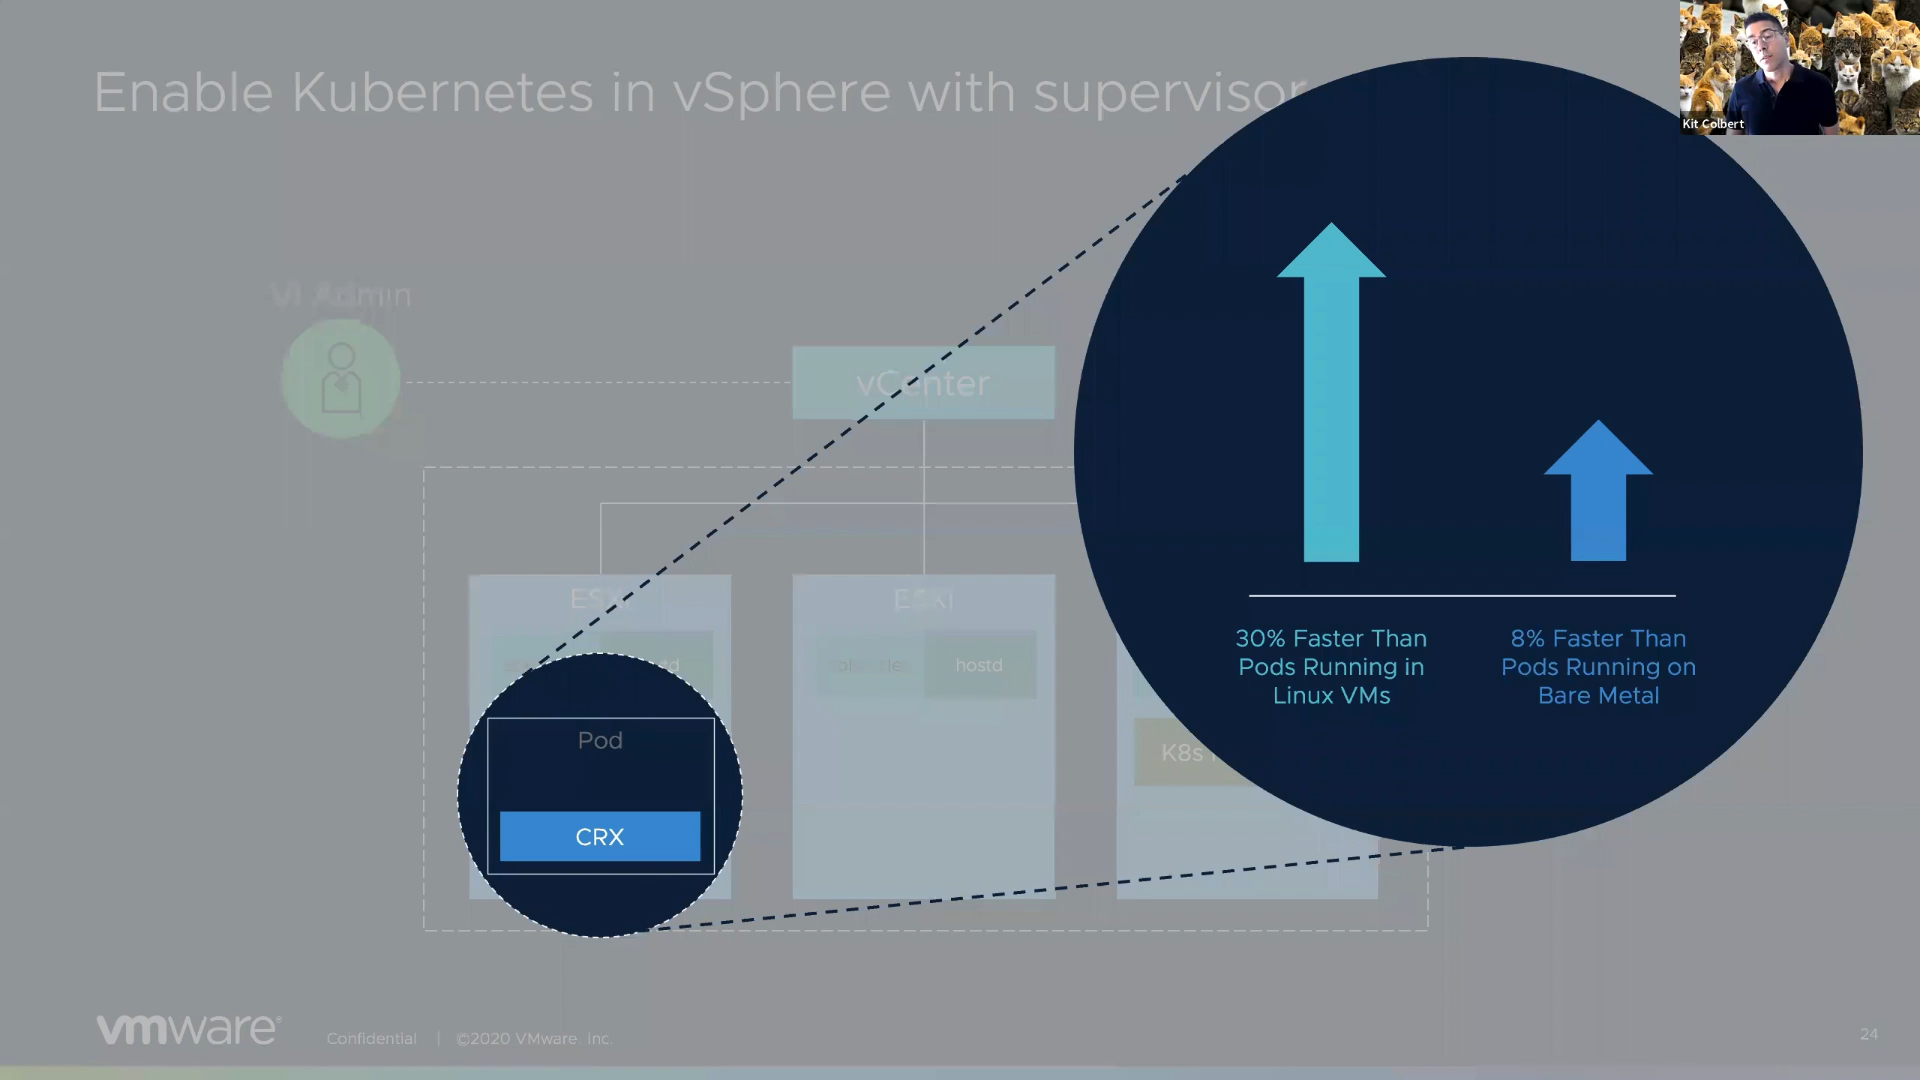 Enable Kubernetes in vSphere with supervisor
Kit Colbert
VI Admin
vCenter
ESXi
ESXi
hostd
Pod
CRX
K8s
30% Faster Than
Pods Running in
Linux VMs
8% Faster Than
Pods Running on
Bare Metal
vmware®
Confidential | ©2020 VMware, Inc.
24